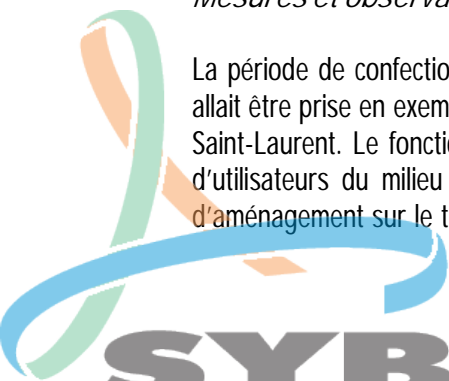 La période de confectio
allait être prise en exem
Saint-Laurent. Le foncti
d'utilisateurs du milieu
d'aménagement sur le t
SYB